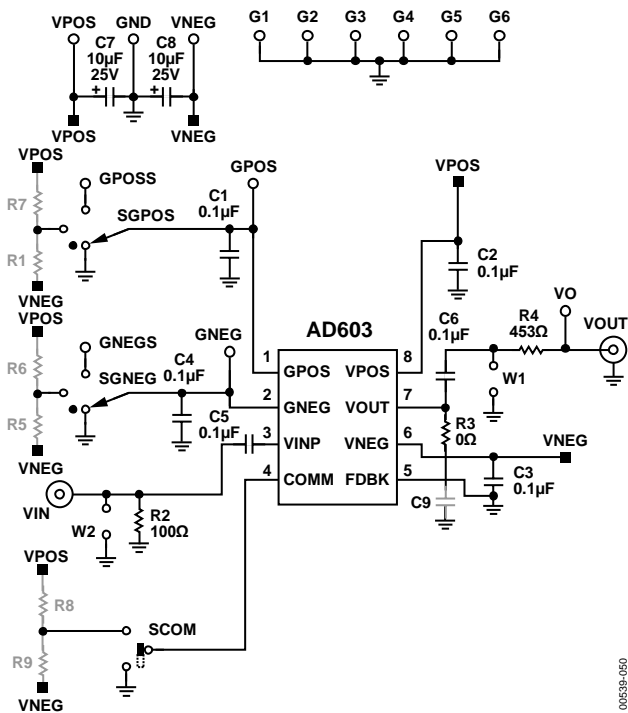 VPOS GND VNEG
C7 10µF 25V
C8 10µF 25V
+ +
VPOS VNEG
G1 G2 G3 G4 G5 G6
VPOS
R7
R1
VNEG
GPOSS
SGPOS
C1 0.1µF
GPOS
VPOS
C2 0.1µF
VPOS
R6
R5
VNEG
GNEGS
SGNEG
C4 0.1µF
GNEG
C5 0.1µF
AD603
1 GPOS VPOS 8
2 GNEG VOUT 7
3 VINP VNEG 6
4 COMM FDBK 5
C6 0.1µF
R4 453Ω
VO
VOUT
W1
R3 0Ω
VNEG
C3 0.1µF
C9
VIN
W2
R2 100Ω
VPOS
R8
R9
VNEG
SCOM
00539-050